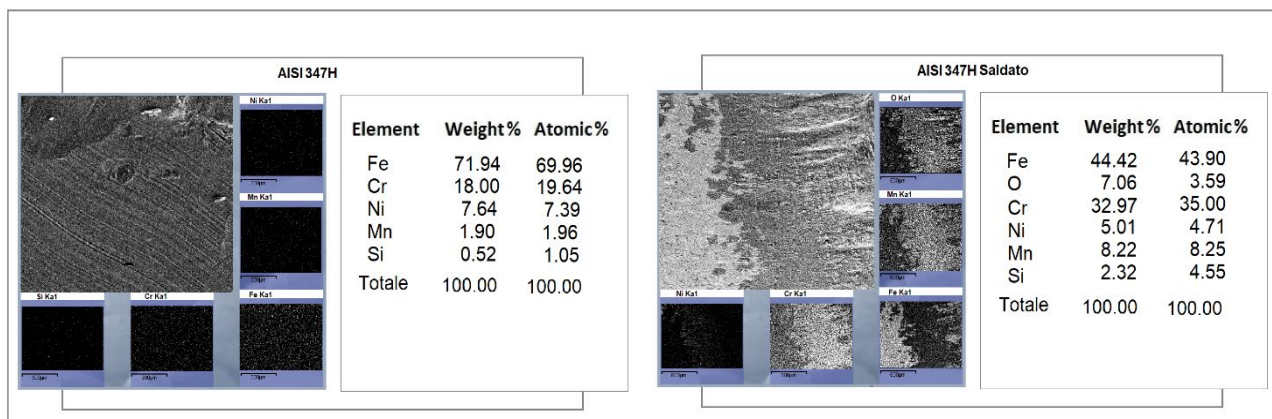 AISI 347H
Ni Ka1
Mn Ka1
Si Ka1 Cr Ka1 Fe Ka1
Element Weight% Atomic%
Fe 71.94 69.96
Cr 18.00 19.64
Ni 7.64 7.39
Mn 1.90 1.96
Si 0.52 1.05
Totale 100.00 100.00
AISI 347H Saldato
O Ka1
Mn Ka1
Ni Ka1 Cr Ka1 Fe Ka1
600µm
Element Weight% Atomic%
Fe 44.42 43.90
O 7.06 3.59
Cr 32.97 35.00
Ni 5.01 4.71
Mn 8.22 8.25
Si 2.32 4.55
Totale 100.00 100.00